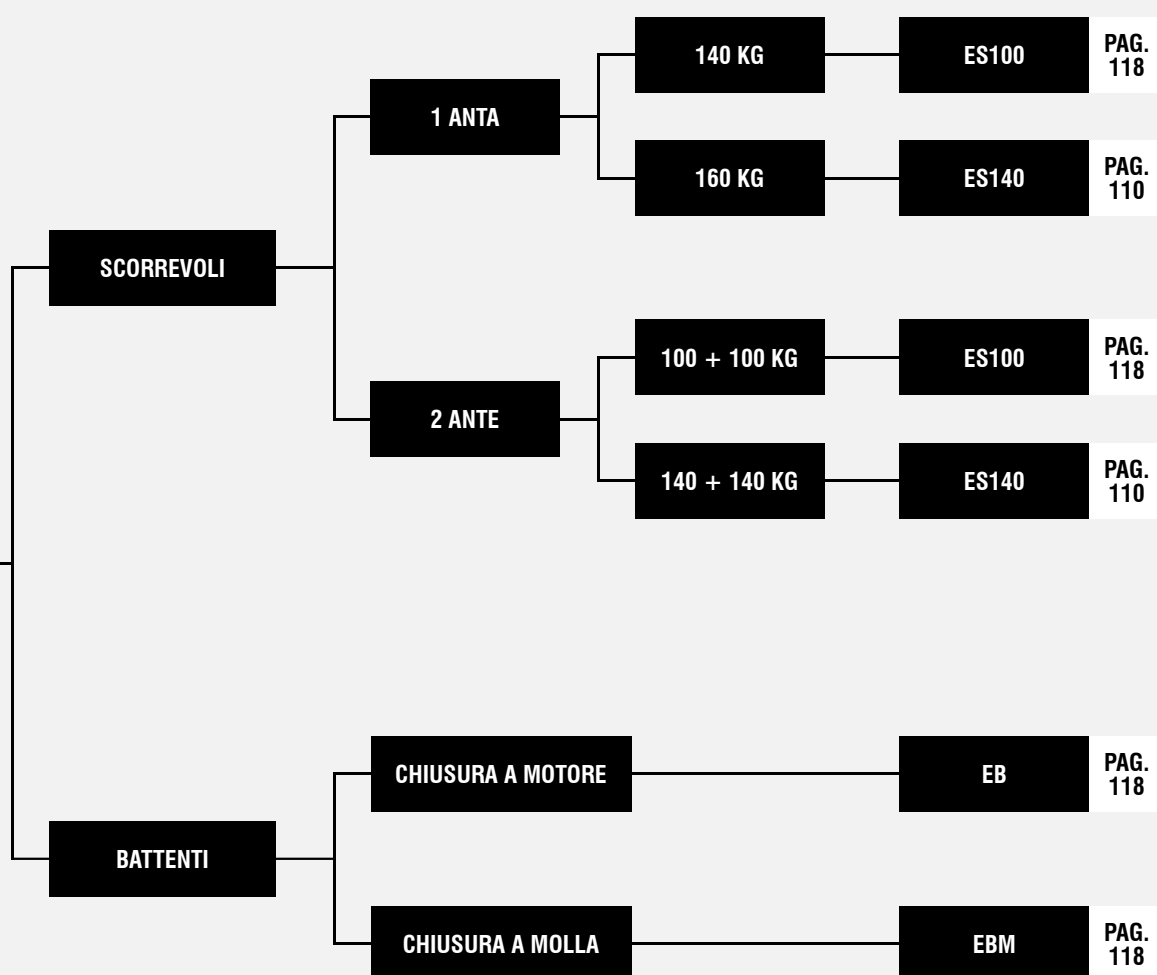 140 KG
ES100
PAG.
118
1 ANTA
160 KG
ES140
PAG.
110
SCORREVOLI
100 + 100 KG
ES100
PAG.
118
2 ANTE
140 + 140 KG
ES140
PAG.
110
CHIUSURA A MOTORE
EB
PAG.
118
BATTENTI
CHIUSURA A MOLLA
EBM
PAG.
118